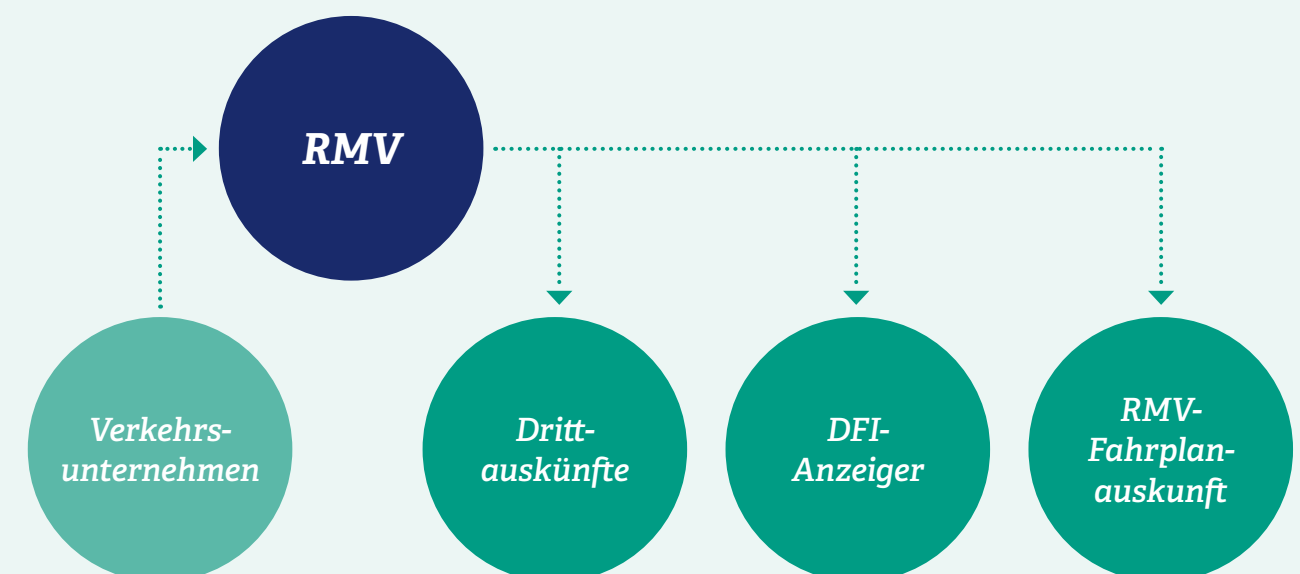 RMV
Verkehrs-
unternehmen
Dritt-
auskünfte
DFI-
Anzeiger
RMV-
Fahrplan-
auskunft